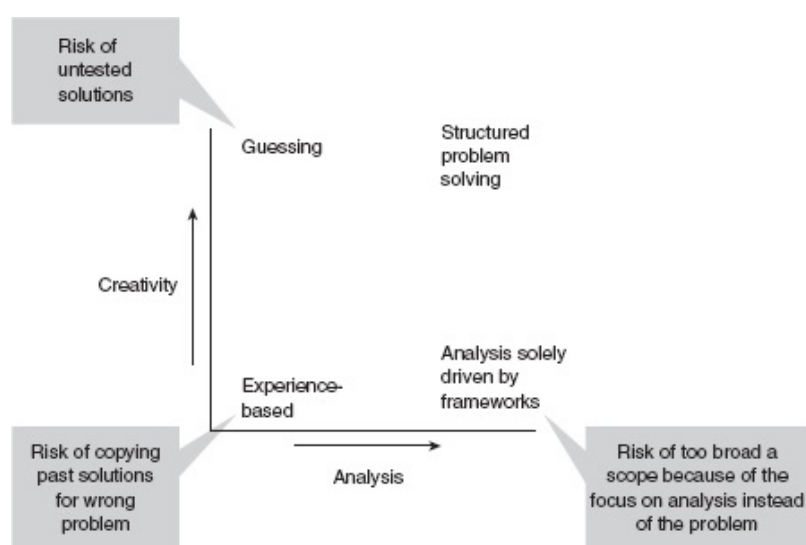 Risk of
untested
solutions
Guessing
Structured
problem
solving
Creativity
Experience-
based
Analysis solely
driven by
frameworks
Analysis
Risk of copying
past solutions
for wrong
problem
Risk of too broad a
scope because of the
focus on analysis instead
of the problem